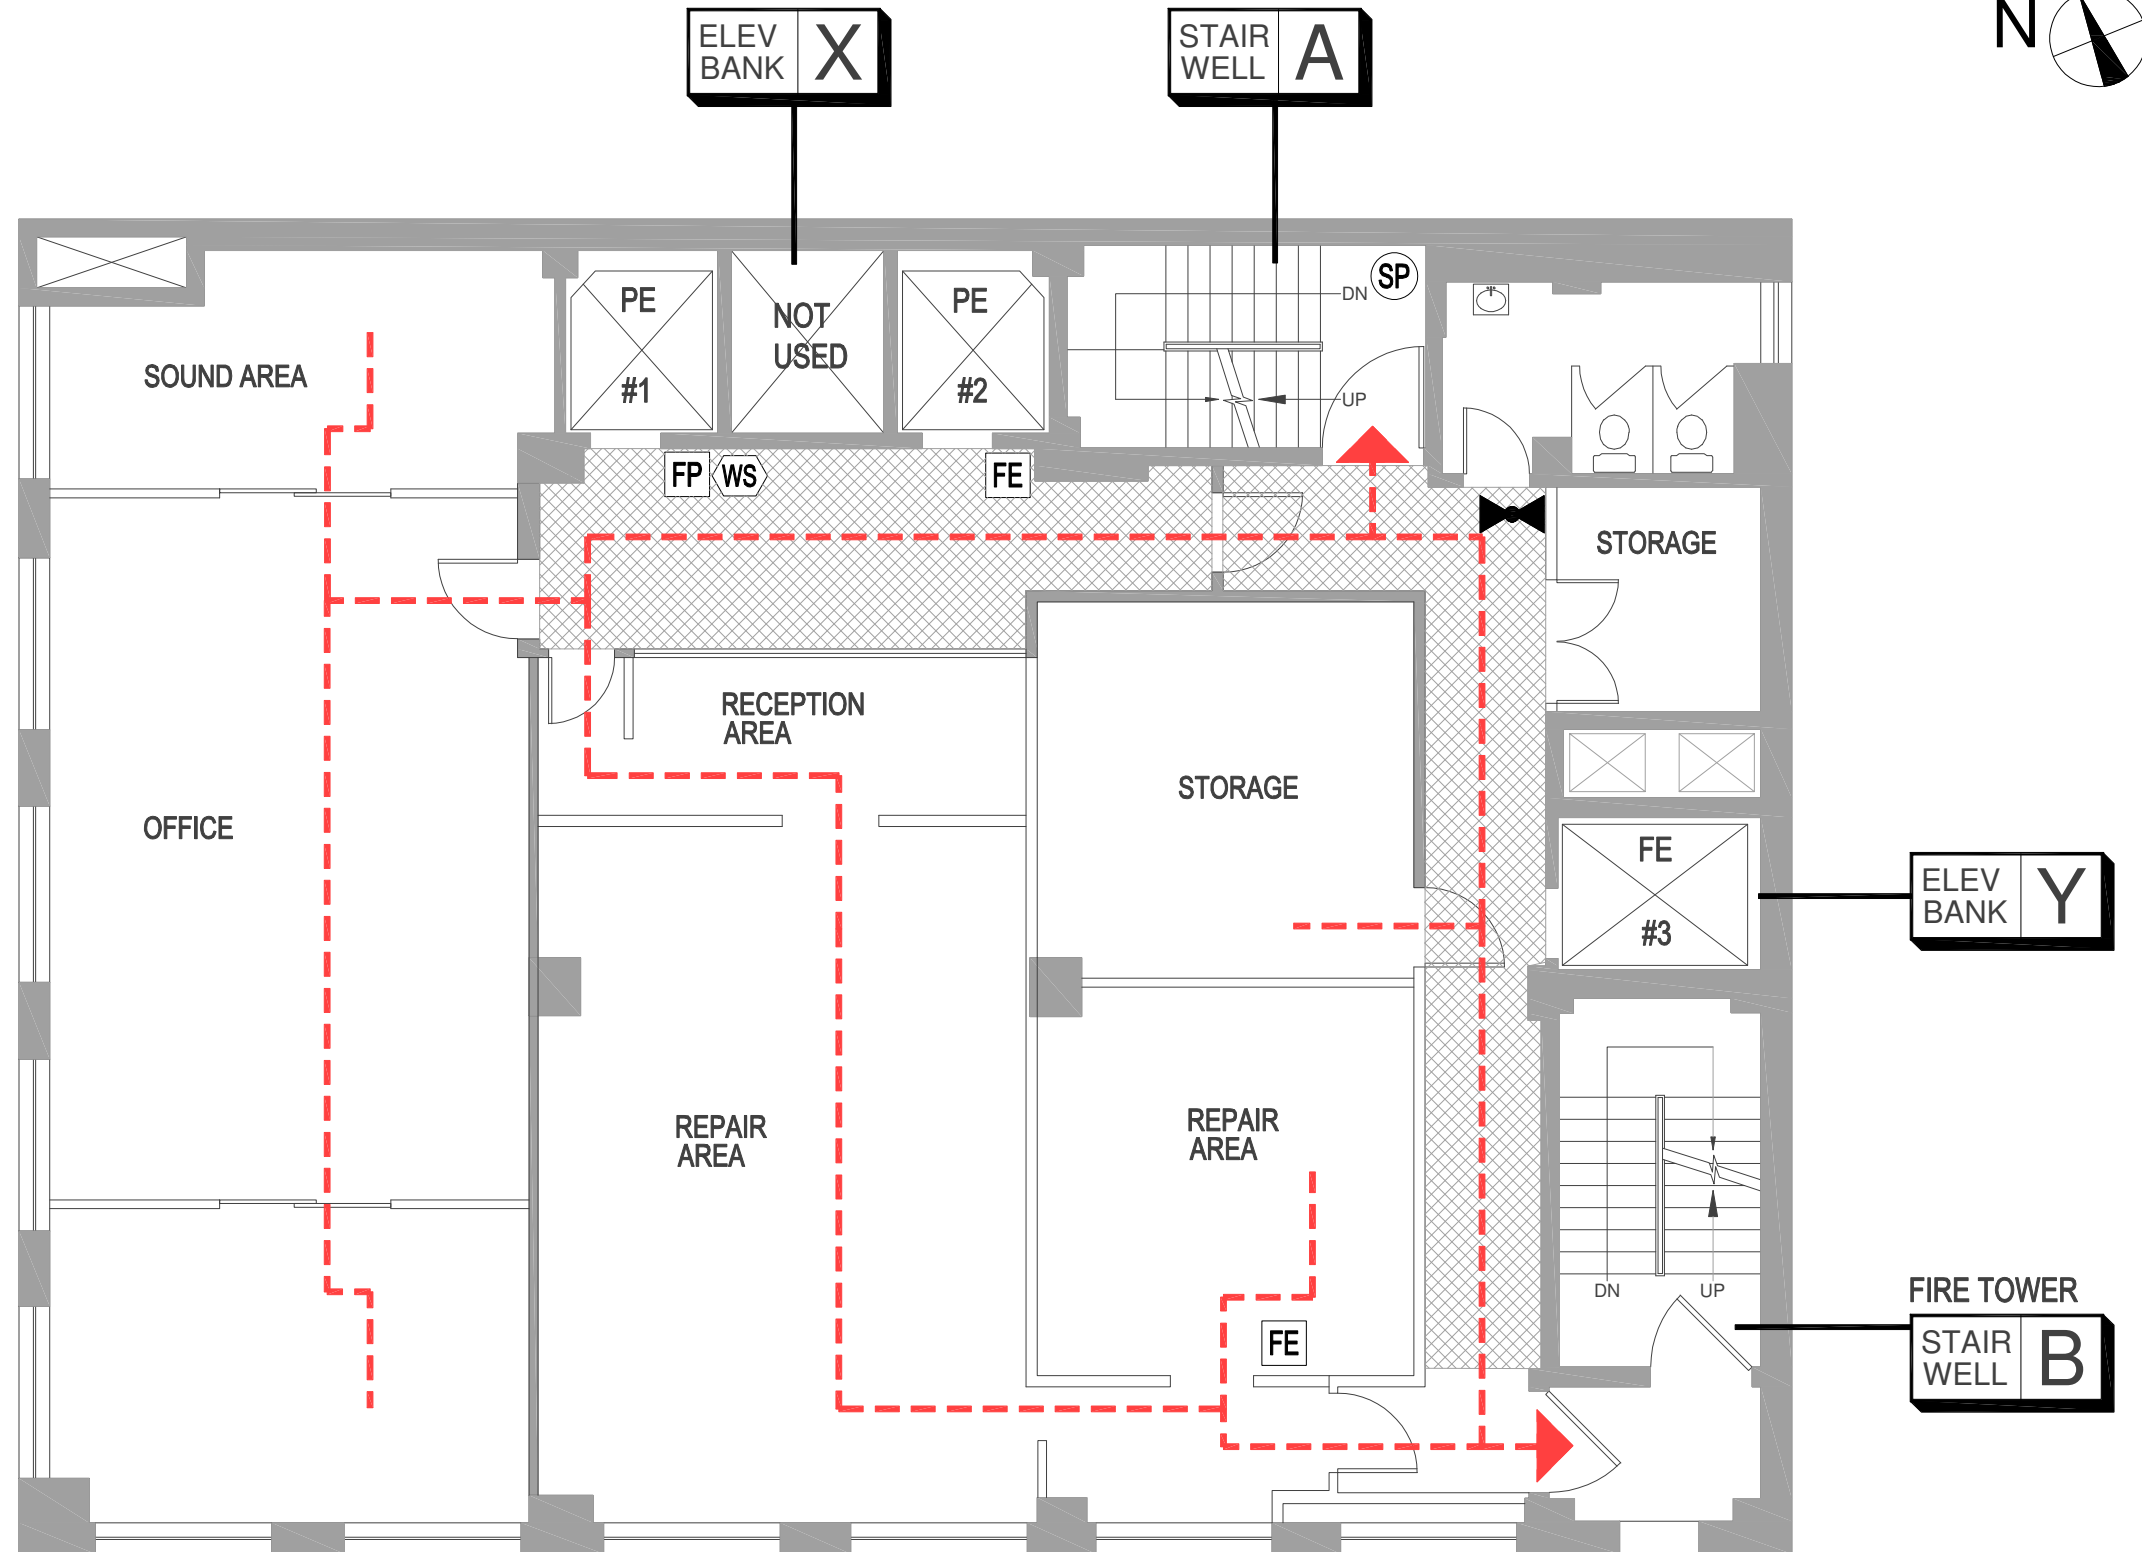 ELEV
BANK
X
STAIR
WELL
A
N
PE
#1
NOT
USED
PE
#2
DN
SP
UP
SOUND AREA
FP
WS
FE
STORAGE
RECEPTION
AREA
STORAGE
OFFICE
FE
#3
ELEV
BANK
Y
REPAIR
AREA
REPAIR
AREA
DN
UP
FE
FIRE TOWER
STAIR
WELL
B